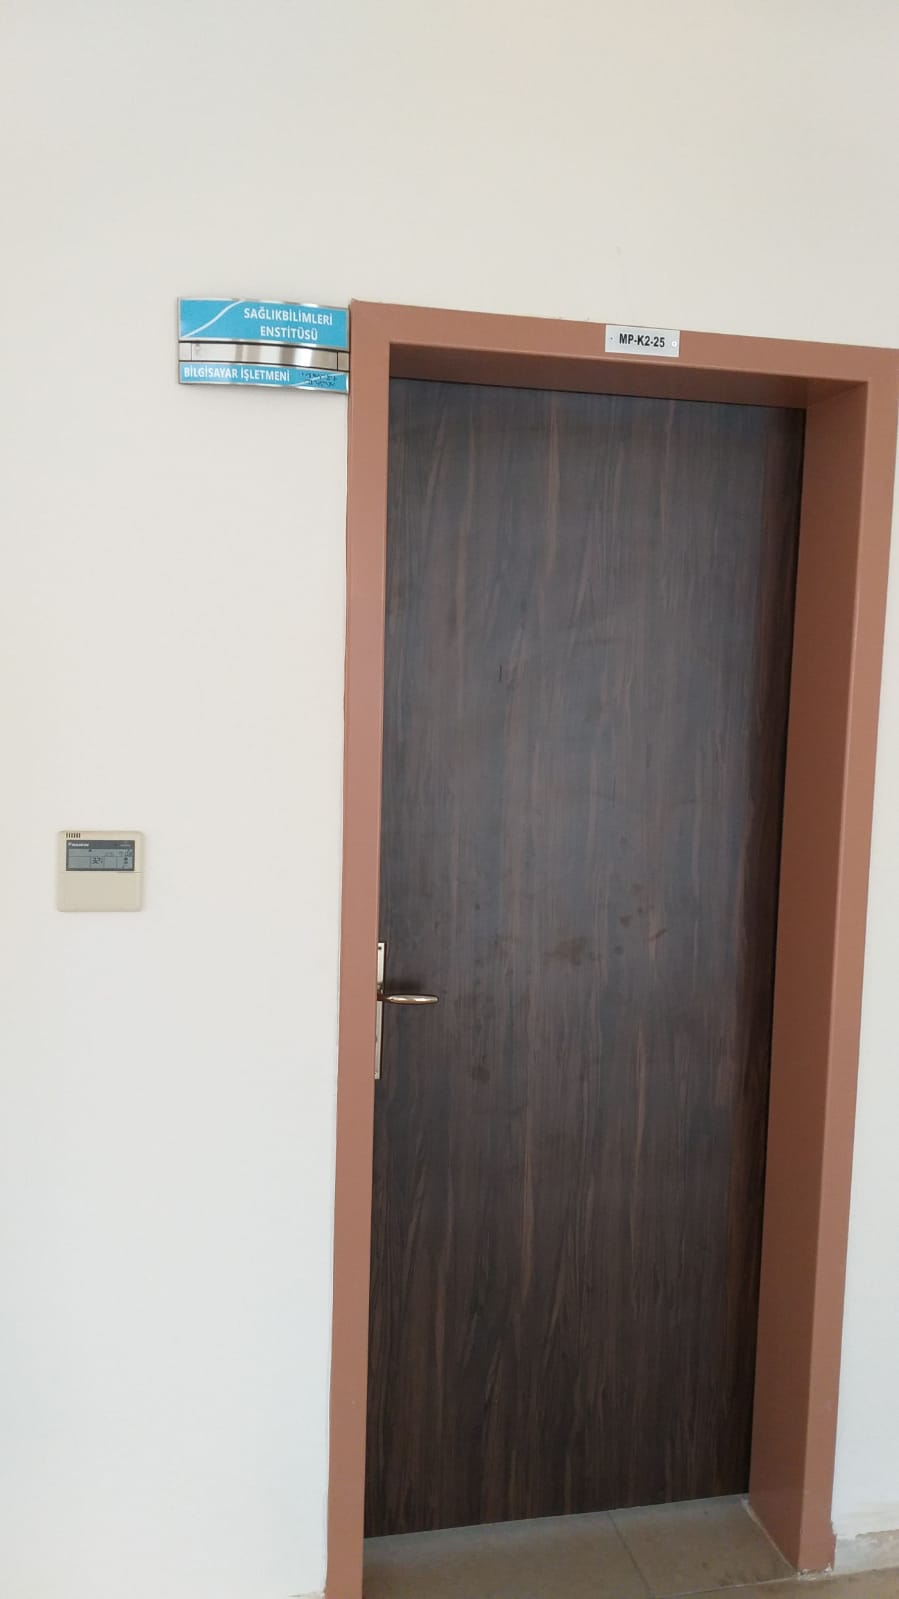 SAĞLIKBİLİMLERİ
ENSTİTÜSÜ
BİLGİSAYAR İŞLETMENİ
MP-K2-25